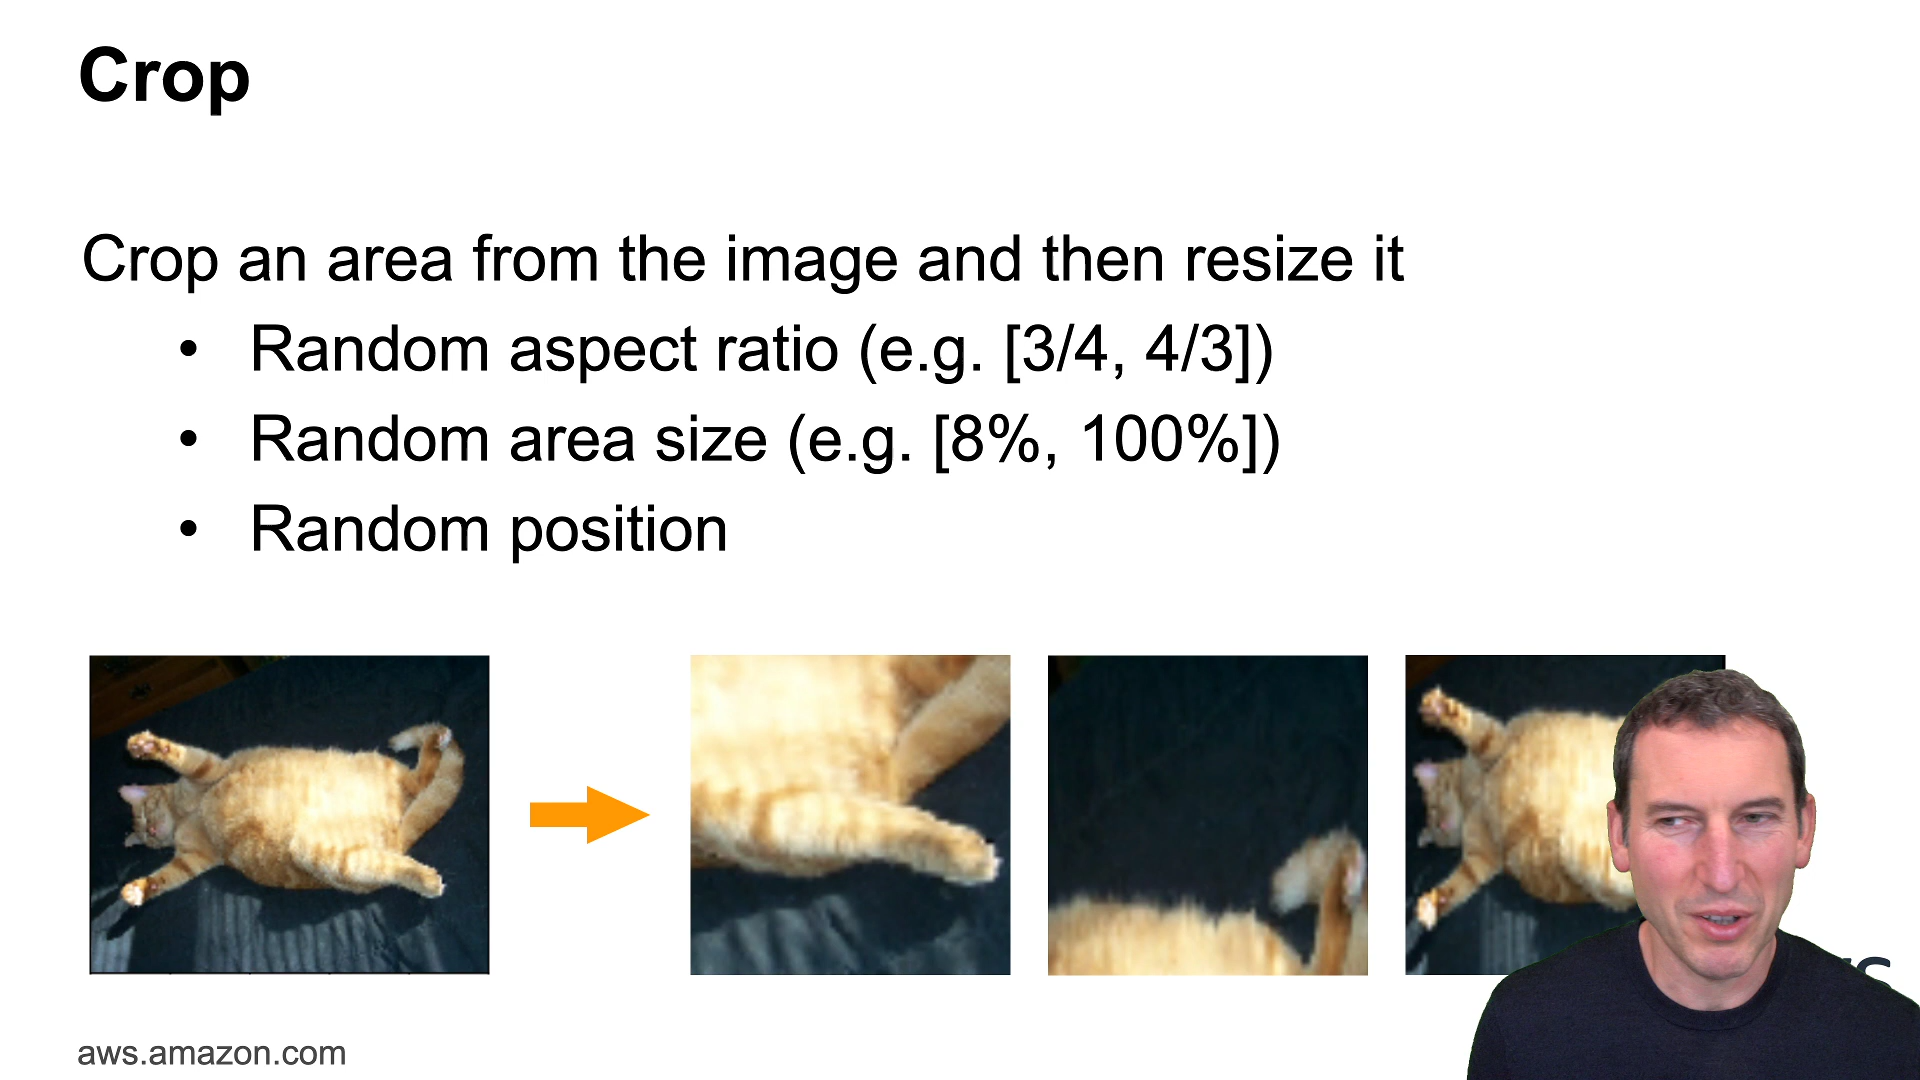 Crop
Crop an area from the image and then resize it
• Random aspect ratio (e.g. [3/4, 4/3])
• Random area size (e.g. [8%, 100%])
• Random position
aws.amazon.com